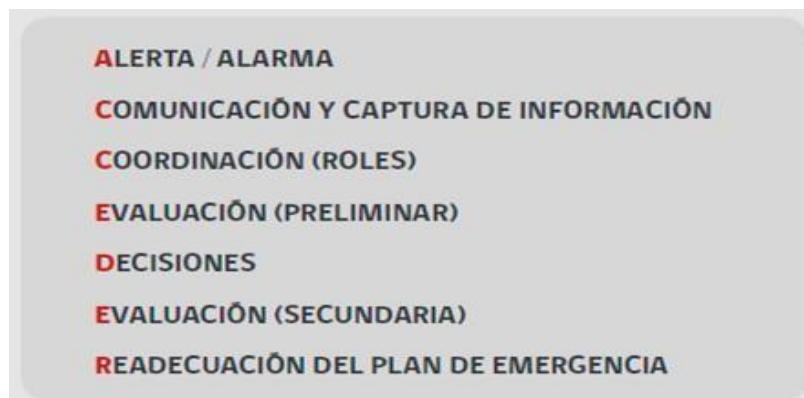 ALERTA / ALARMA
COMUNICACIÓN Y CAPTURA DE INFORMACIÓN
COORDINACIÓN (ROLES)
EVALUACIÓN (PRELIMINAR)
DECISIONES
EVALUACIÓN (SECUNDARIA)
READECUACIÓN DEL PLAN DE EMERGENCIA